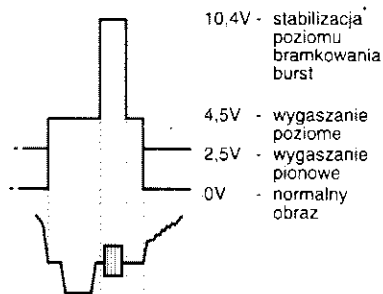 10,4V - stabilizacja
poziomu
bramkowania
burst
4,5V - wygaszanie
poziome
2,5V - wygaszanie
pionowe
0V - normalny
obraz